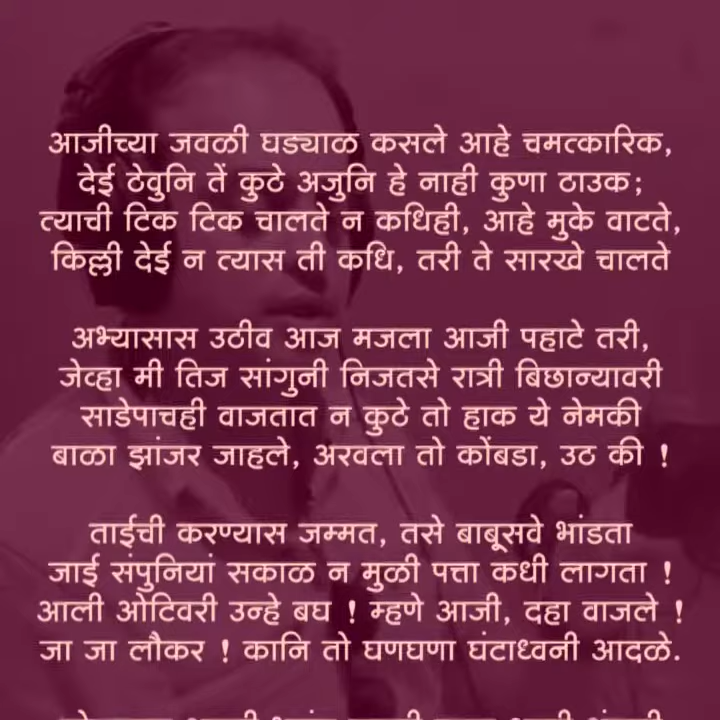 आजीच्या जवळी घड्याळ कसले आहे चमत्कारिक,
देई ठेवुनि तें कुठे अजुनि हे नाही कुणा ठाउक;
त्याची टिक टिक चालते न कधिही, आहे मुके वाटते,
किल्ली देई न त्यास ती कधि, तरी ते सारखे चालते
अभ्यासास उठीव आज मजला आजी पहाटे तरी,
जेव्हा मी तिज सांगुनी निजतसे रात्री बिछान्यावरी
साडेपाचही वाजतात न कुठे तो हाक ये नेमकी
बाळा झांजर जाहले, अरवला तो कोंबडा, उठ की !
ताईची करण्यास जम्मत, तसे बाबूसवे भांडता
जाई संपुनियां सकाळ न मुळी पत्ता कधी लागता !
आली ओटिवरी उन्हे बघ ! म्हणे आजी, दहा वाजले !
जा जा लौकर ! कानि तो घणघणा घंटाध्वनी आदळे.